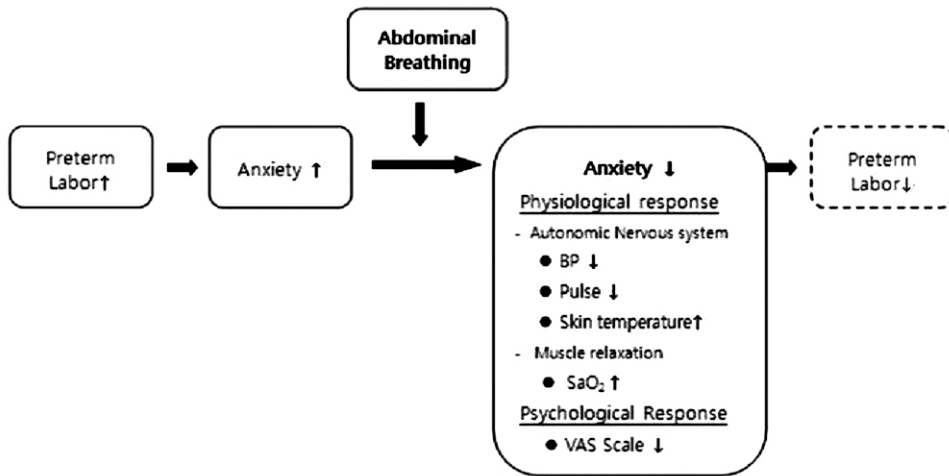 Abdominal
Breathing
Preterm
Labor↑
Anxiety ↑
Anxiety ↓
Physiological response
- Autonomic Nervous system
● BP ↓
● Pulse ↓
● Skin temperature↑
- Muscle relaxation
● SaO₂ ↑
Psychological Response
● VAS Scale ↓
Preterm
Labor↓